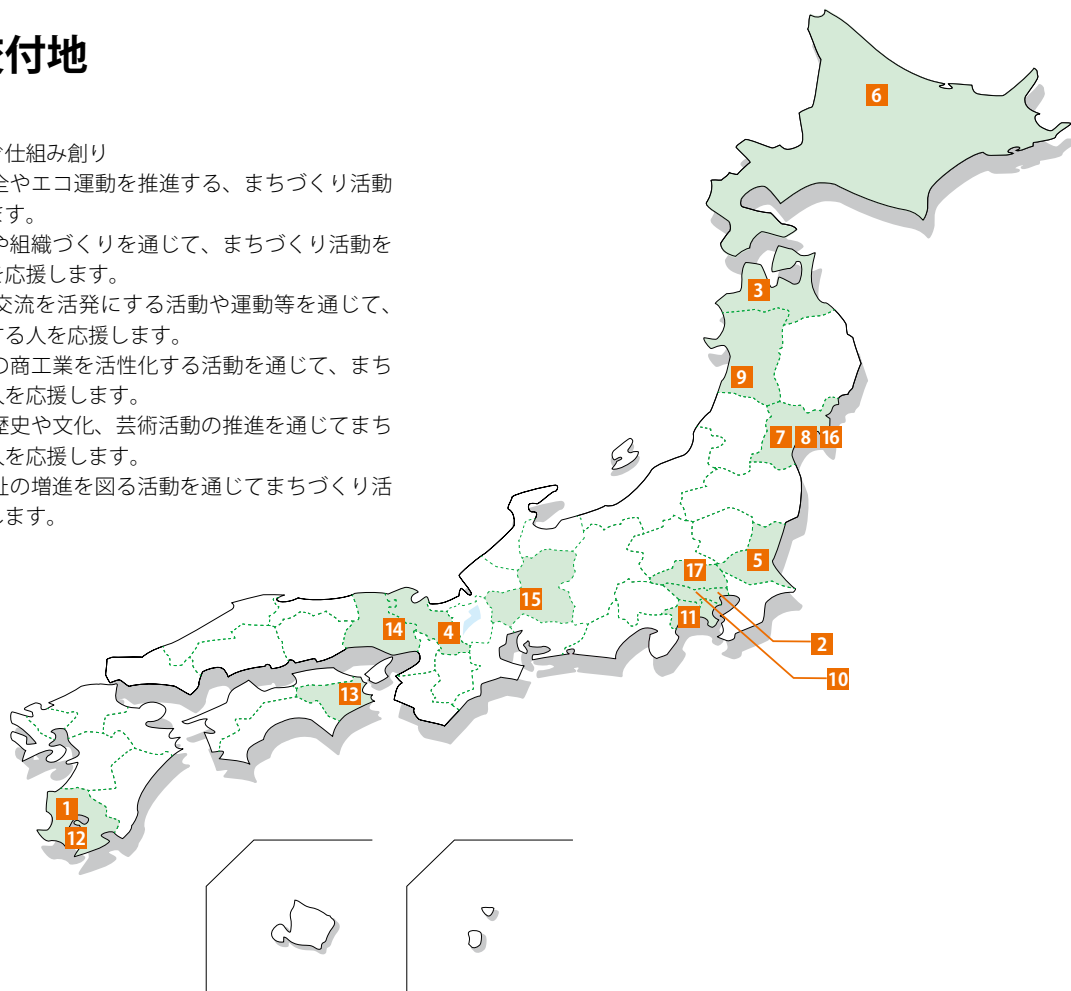 付地
仕組み創り
全やエコ運動を推進する、まちづくり活動
ます。
や組織づくりを通じて、まちづくり活動を
を応援します。
交流を活発にする活動や運動等を通じて、
する人を応援します。
の商工業を活性化する活動を通じて、まち
人を応援します。
歴史や文化、芸術活動の推進を通じてまち
人を応援します。
祉の増進を図る活動を通じてまちづくり活
します。
6
3
9
7 8 16
5
17
15
11
14
4
2
10
13
1
12